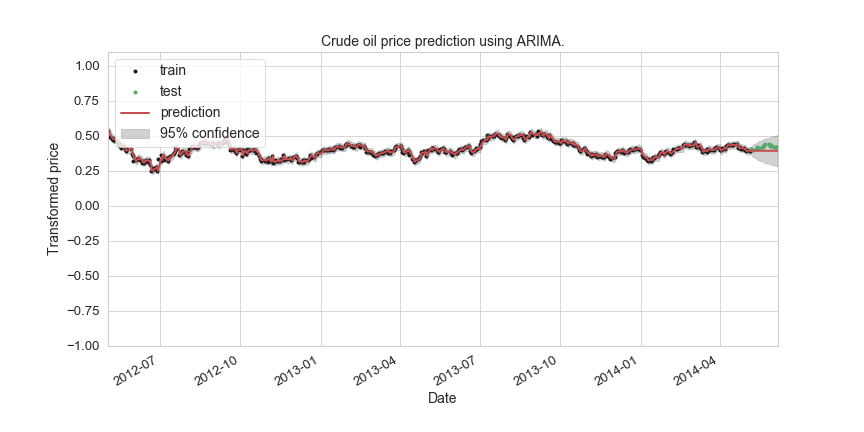 Crude oil price prediction using ARIMA.
train
test
prediction
95% confidence
Transformed price
1.00
0.75
0.50
0.25
0.00
−0.25
−0.50
−0.75
−1.00
2012-07
2012-10
2013-01
2013-04
2013-07
2013-10
2014-01
2014-04
Date